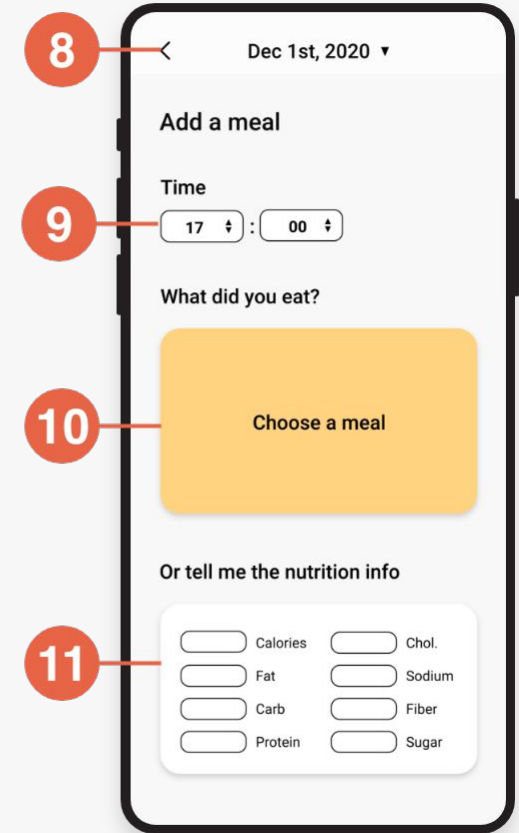 8
Dec 1st, 2020 ▼
Add a meal
Time
9
17 : 00
What did you eat?
10
Choose a meal
Or tell me the nutrition info
11
Calories Chol.
Fat Sodium
Carb Fiber
Protein Sugar